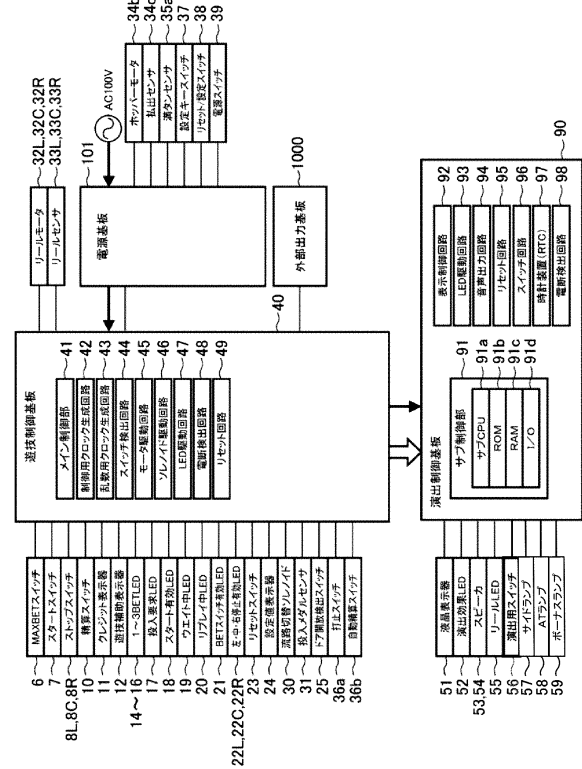 34b ホッパーモータ
34c 払出センサ
35a 満タンセンサ
37 設定キースイッチ
38 リセット/設定スイッチ
39 電源スイッチ
AC100V
101
電源基板
1000
外部出力基板
32L,32C,32R
33L,33C,33R
リールモータ
リールセンサ
40
遊技制御基板
メイン制御部 41
制御用クロック生成回路 42
乱数用クロック生成回路 43
スイッチ検出回路 44
モータ駆動回路 45
ソレノイド駆動回路 46
LED駆動回路 47
電断検出回路 48
リセット回路 49
6 MAXBETスイッチ
7 スタートスイッチ
8L,8C,8R ストップスイッチ
10 精算スイッチ
11 クレジット表示器
12 遊技補助表示器
14～16 1～3BETLED
17 投入要求LED
18 スタート有効LED
19 ウエイト中LED
20 リプレイ中LED
21 BETスイッチ有効LED
22L,22C,22R 左・中・右停止有効LED
23 リセットスイッチ
24 設定値表示器
30 流路切替ソレノイド
31 投入メダルセンサ
25 ドア開放検出スイッチ
36a 打止スイッチ
36b 自動精算スイッチ
90
演出制御基板
91
サブ制御部
サブCPU 91a
ROM 91b
RAM 91c
I/O 91d
表示制御回路 92
LED駆動回路 93
音声出力回路 94
リセット回路 95
スイッチ回路 96
時計装置(RTC) 97
電断検出回路 98
51 液晶表示器
52 演出効果LED
53,54 スピーカ
55 リールLED
56 演出用スイッチ
57 サイドランプ
58 ATランプ
59 ボーナスランプ